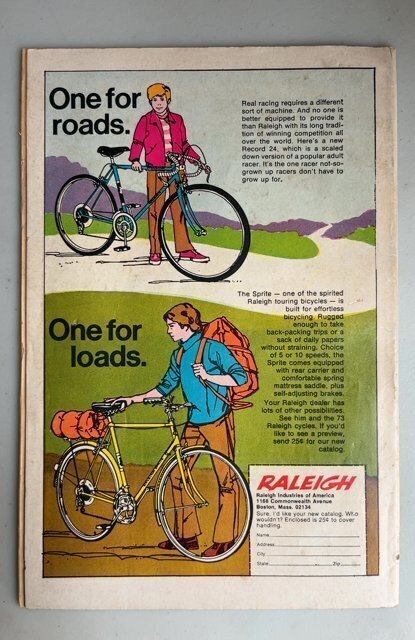 One for
roads.
Real racing requires a different
sort of machine. And no one is
better equipped to provide it
than Raleigh with its long tradi-
tion of winning competition all
over the world. Here's a new
Record 24, which is a scaled
down version of a popular adult
racer. It's the one racer not-so-
grown up racers don't have to
grow up for.
One for
loads.
The Sprite — one of the spirited
Raleigh touring bicycles — is
built for effortless
bicycling. Rugged
enough to take
back-packing trips or a
sack of daily papers
without straining. Choice
of 5 or 10 speeds, the
Sprite comes equipped
with rear carrier and
comfortable spring
mattress saddle, plus
self-adjusting brakes.
Your Raleigh dealer has
lots of other possibilities.
See him and the 73
Raleigh cycles. If you'd
like to see a preview,
send 25¢ for our new
catalog.
RALEIGH
Raleigh Industries of America
1168 Commonwealth Avenue
Boston, Mass. 02134
Sure, I'd like your new catalog. Who
wouldn't? Enclosed is 25¢ to cover
handling.
Name
Address
City
State Zip